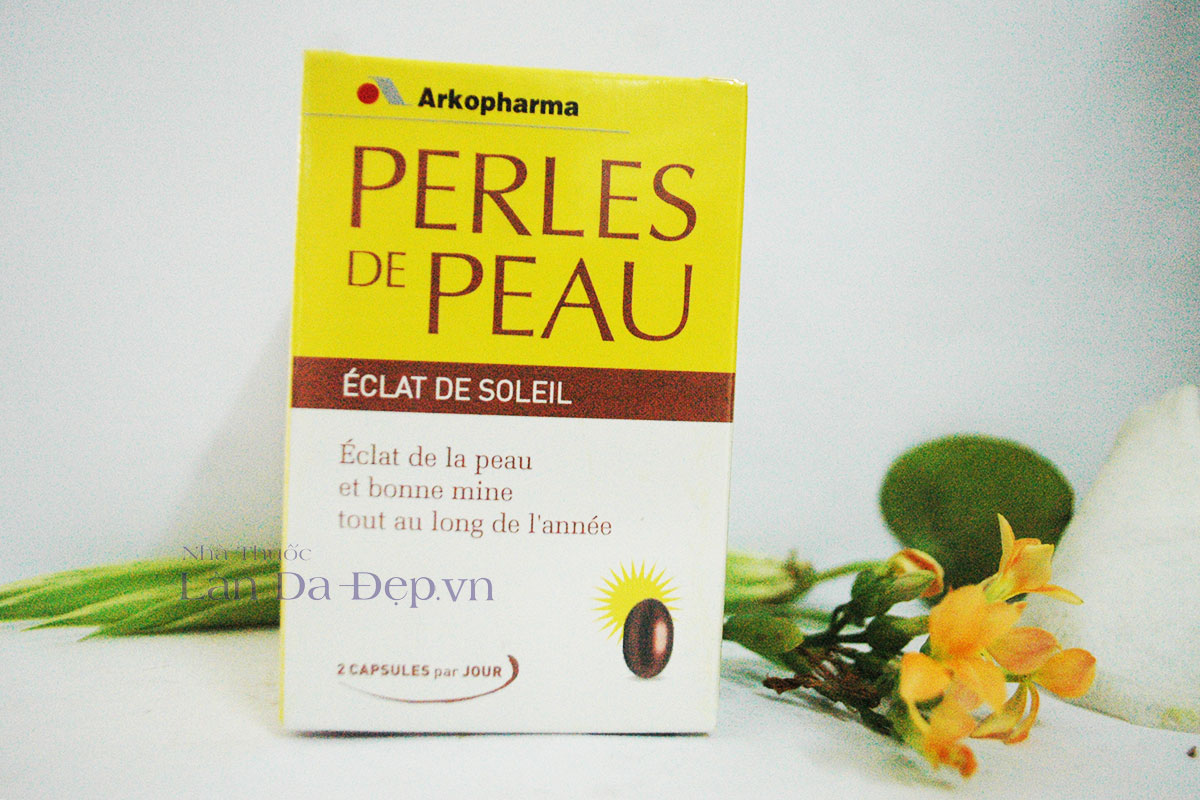 Arkopharma
PERLES
DE PEAU
ÉCLAT DE SOLEIL
Éclat de la peau
et bonne mine
tout au long de l'année
Nhà Thuốc
Lan Da Đẹp.vn
2 CAPSULES par JOUR